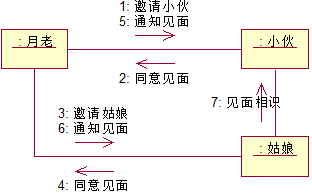 1: 邀请小伙
5: 通知见面
: 月老
: 小伙
2: 同意见面
3: 邀请姑娘
6: 通知见面
7: 见面相识
: 姑娘
4: 同意见面